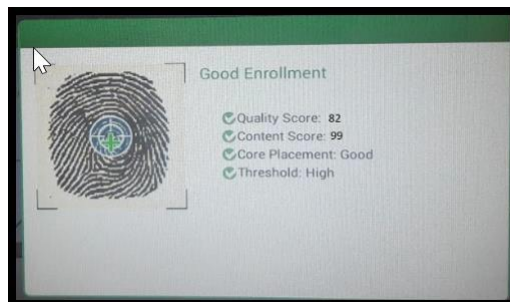 Good Enrollment
Quality Score: 82
Content Score: 99
Core Placement: Good
Threshold: High